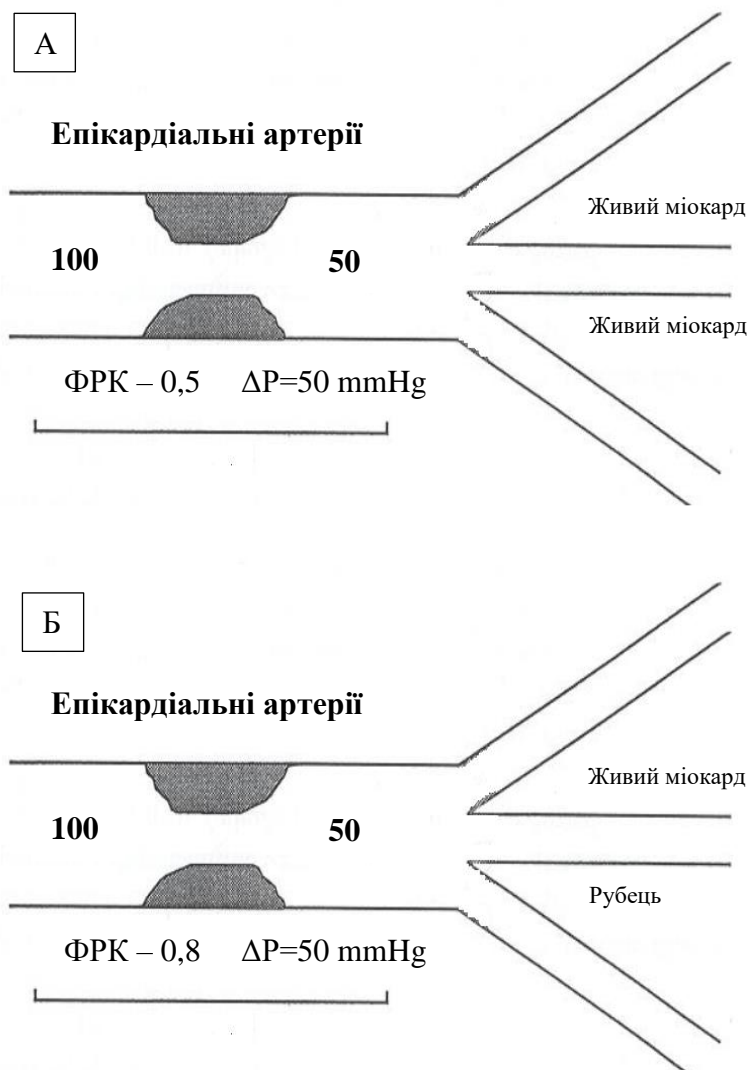 А
Епікардіальні артерії
Живий міокард
100 50
Живий міокард
ФРК – 0,5 ΔP=50 mmHg
Б
Епікардіальні артерії
Живий міокард
100 50
Рубець
ФРК – 0,8 ΔP=50 mmHg